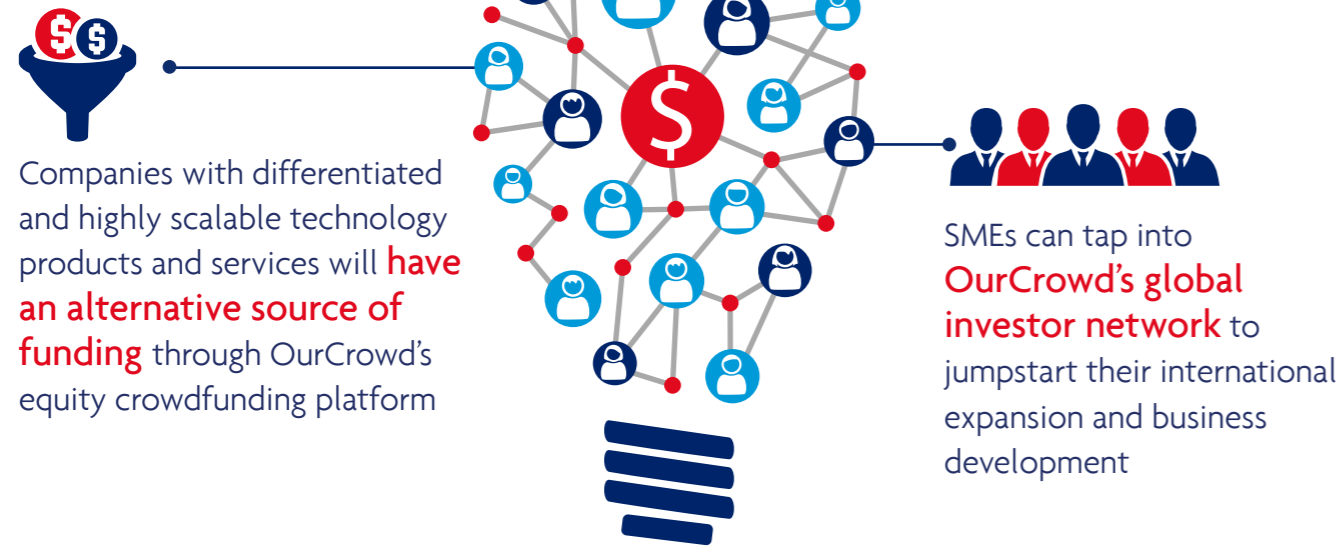 $ $
$
Companies with differentiated
and highly scalable technology
products and services will have
an alternative source of
funding through OurCrowd’s
equity crowdfunding platform
SMEs can tap into
OurCrowd’s global
investor network to
jumpstart their international
expansion and business
development